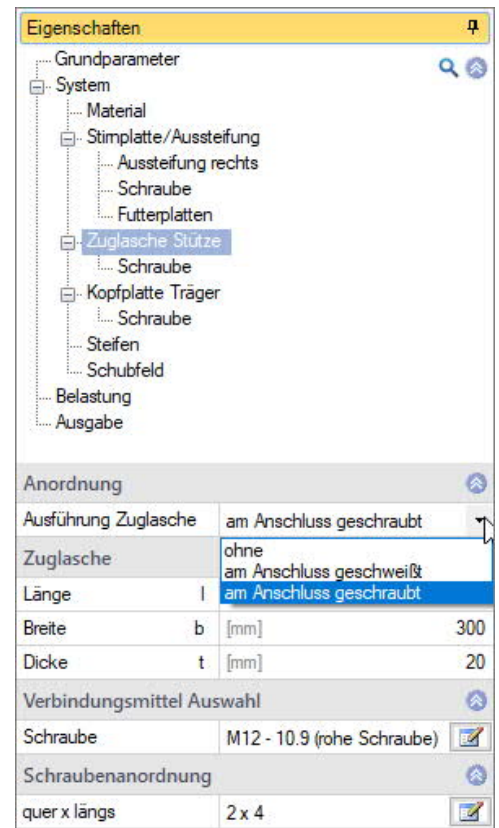 Eigenschaften
Grundparameter
System
Material
Stirnplatte/Aussteifung
Aussteifung rechts
Schraube
Futterplatten
Zuglasche Stütze
Schraube
Kopfplatte Träger
Schraube
Steifen
Schubfeld
Belastung
Ausgabe
Anordnung
Ausführung Zuglasche am Anschluss geschraubt
Zuglasche ohne
am Anschluss geschweißt
Länge l am Anschluss geschraubt
Breite b [mm] 300
Dicke t [mm] 20
Verbindungsmittel Auswahl
Schraube M12 - 10.9 (rohe Schraube)
Schraubenanordnung
quer x längs 2 x 4